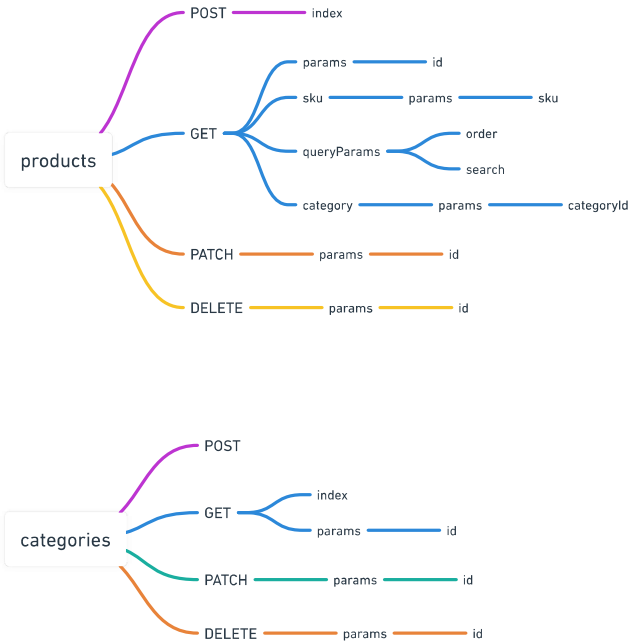 POST index
params id
sku params sku
GET
order
queryParams
products
search
category params categoryId
PATCH params id
DELETE params id
POST
index
GET
params id
categories
PATCH params id
DELETE params id